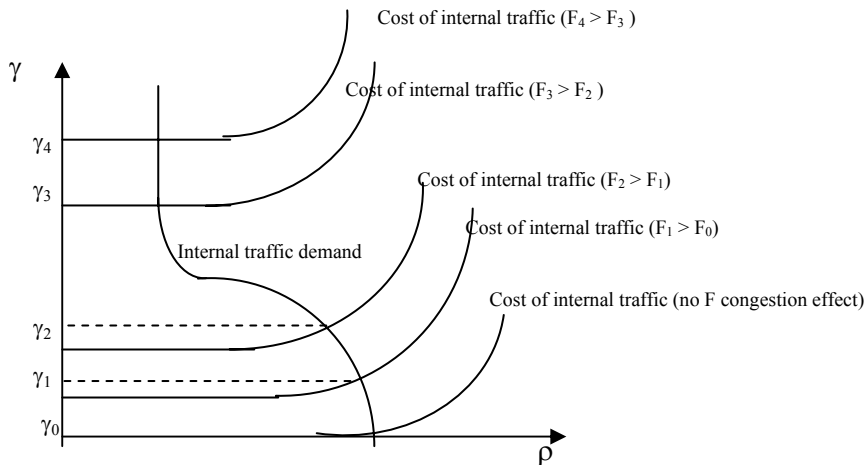 Cost of internal traffic (F₄ > F₃ )
γ
Cost of internal traffic (F₃ > F₂ )
γ₄
γ₃
Cost of internal traffic (F₂ > F₁)
Cost of internal traffic (F₁ > F₀)
Internal traffic demand
Cost of internal traffic (no F congestion effect)
γ₂
γ₁
γ₀
ρ